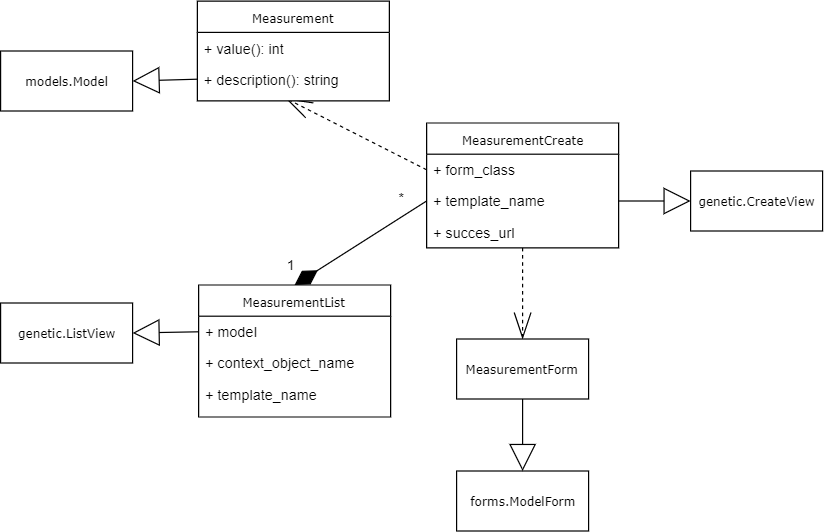 Measurement
+ value(): int
+ description(): string
models.Model
MeasurementCreate
+ form_class
+ template_name
+ succes_url
genetic.CreateView
*
1
MeasurementList
+ model
+ context_object_name
+ template_name
genetic.ListView
MeasurementForm
forms.ModelForm